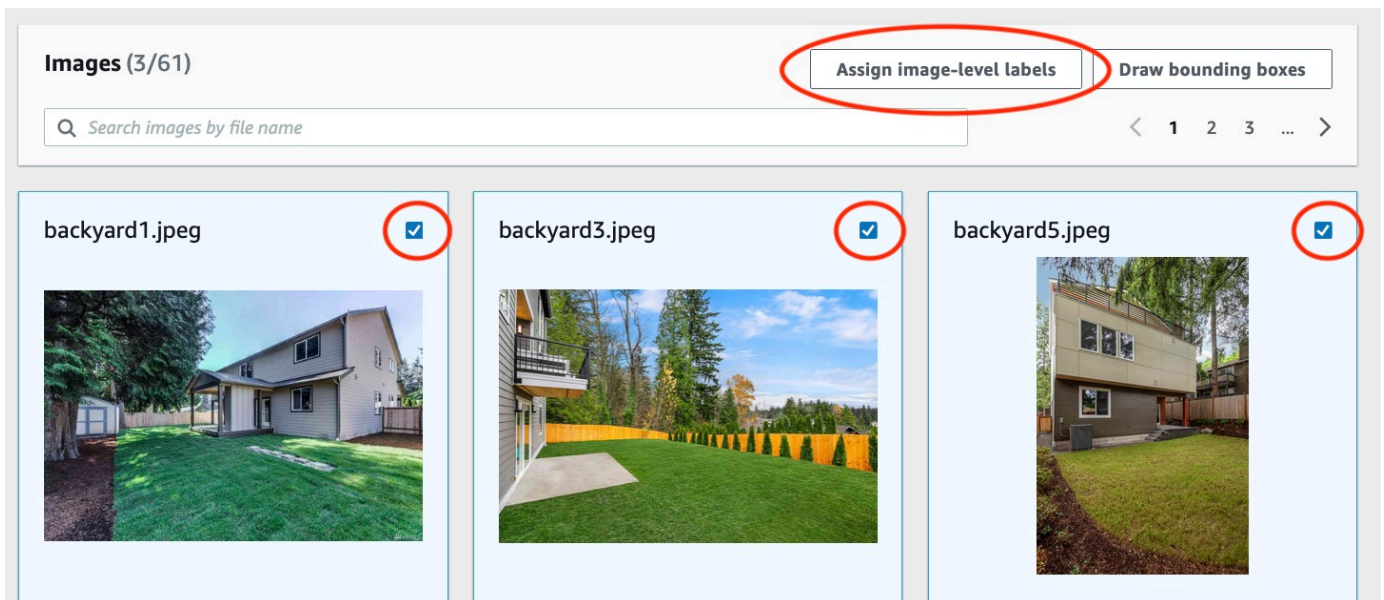 Images (3/61)
Assign image-level labels
Draw bounding boxes
Search images by file name
1 2 3 ...
backyard1.jpeg
backyard3.jpeg
backyard5.jpeg